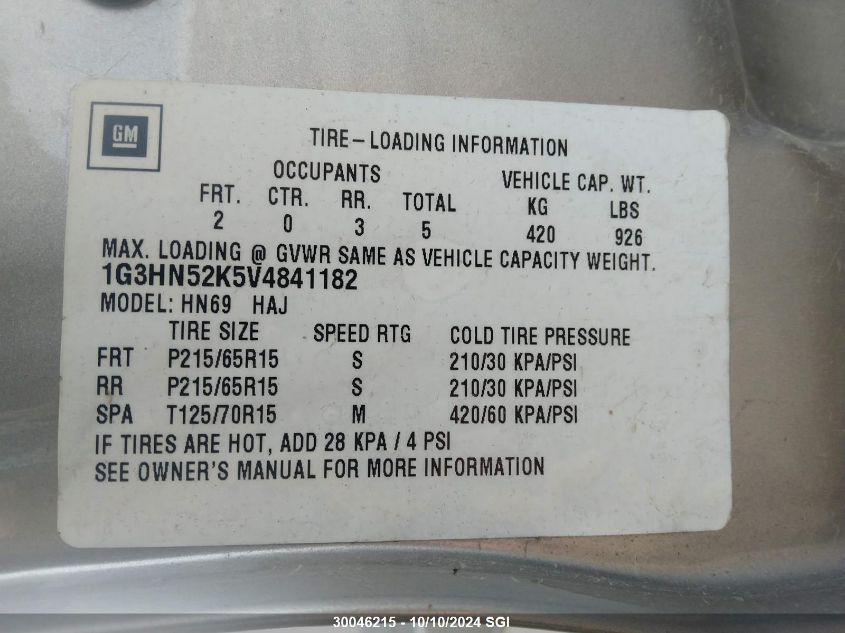 GM
TIRE-LOADING INFORMATION
OCCUPANTS VEHICLE CAP. WT.
FRT. CTR. RR. TOTAL KG LBS
2 0 3 5 420 926
MAX. LOADING @ GVWR SAME AS VEHICLE CAPACITY WEIGHT.
1G3HN52K5V4841182
MODEL: HN69 HAJ
TIRE SIZE SPEED RTG COLD TIRE PRESSURE
FRT P215/65R15 S 210/30 KPA/PSI
RR P215/65R15 S 210/30 KPA/PSI
SPA T125/70R15 M 420/60 KPA/PSI
IF TIRES ARE HOT, ADD 28 KPA / 4 PSI
SEE OWNER'S MANUAL FOR MORE INFORMATION
30046215 - 10/10/2024 SGI